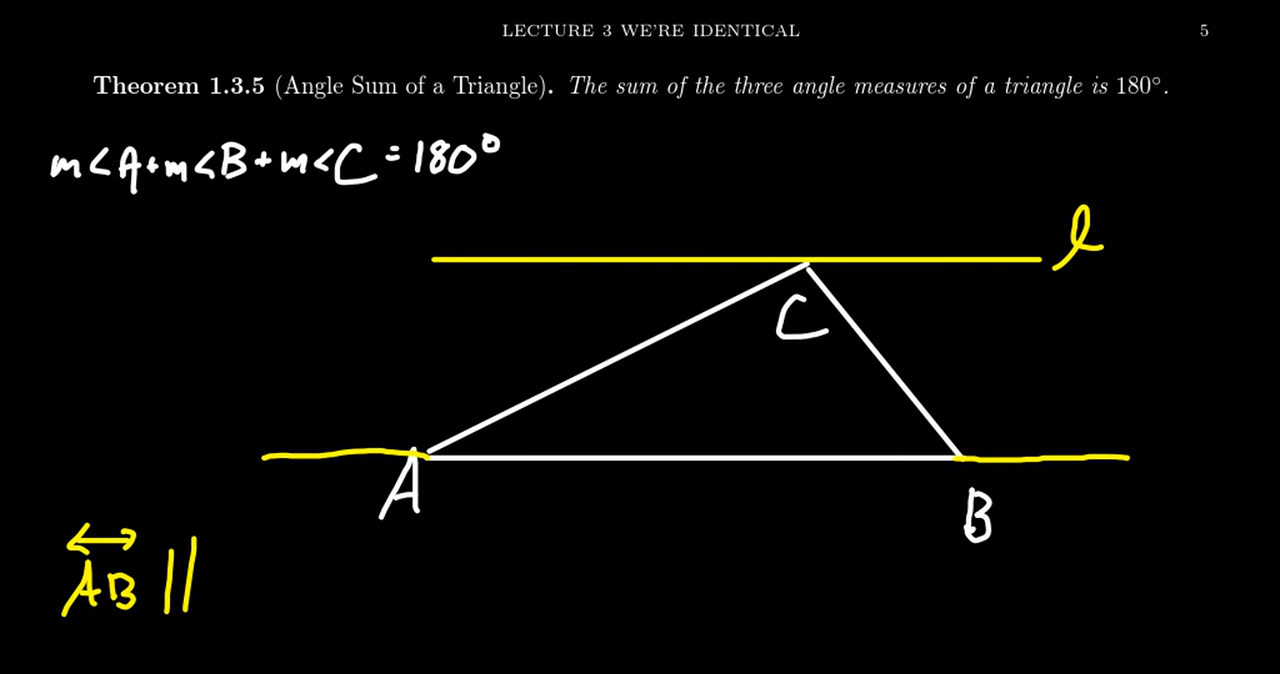 LECTURE 3 WE'RE IDENTICAL 5
Theorem 1.3.5 (Angle Sum of a Triangle). The sum of the three angle measures of a triangle is 180°.
m<A+m<B+m<C=180°
l
C
A
B
↔
AB ||